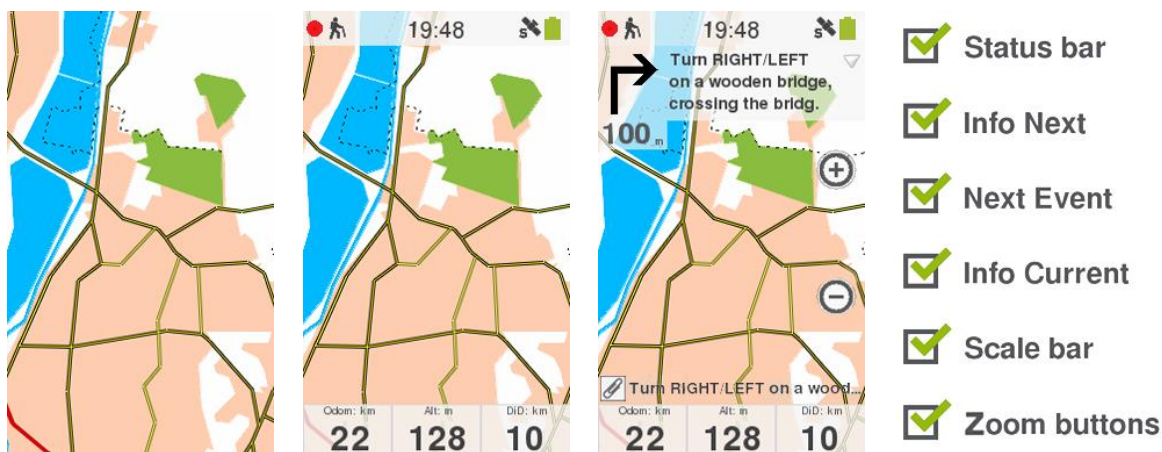 19:48
S
Odom: km
Alt: m
DiD: km
22
128
10
19:48
S
Turn RIGHT/LEFT
on a wooden bridge,
crossing the bridg.
100 m
+
−
Turn RIGHT/LEFT on a wood...
Odom: km
Alt: m
DiD: km
22
128
10
Status bar
Info Next
Next Event
Info Current
Scale bar
Zoom buttons